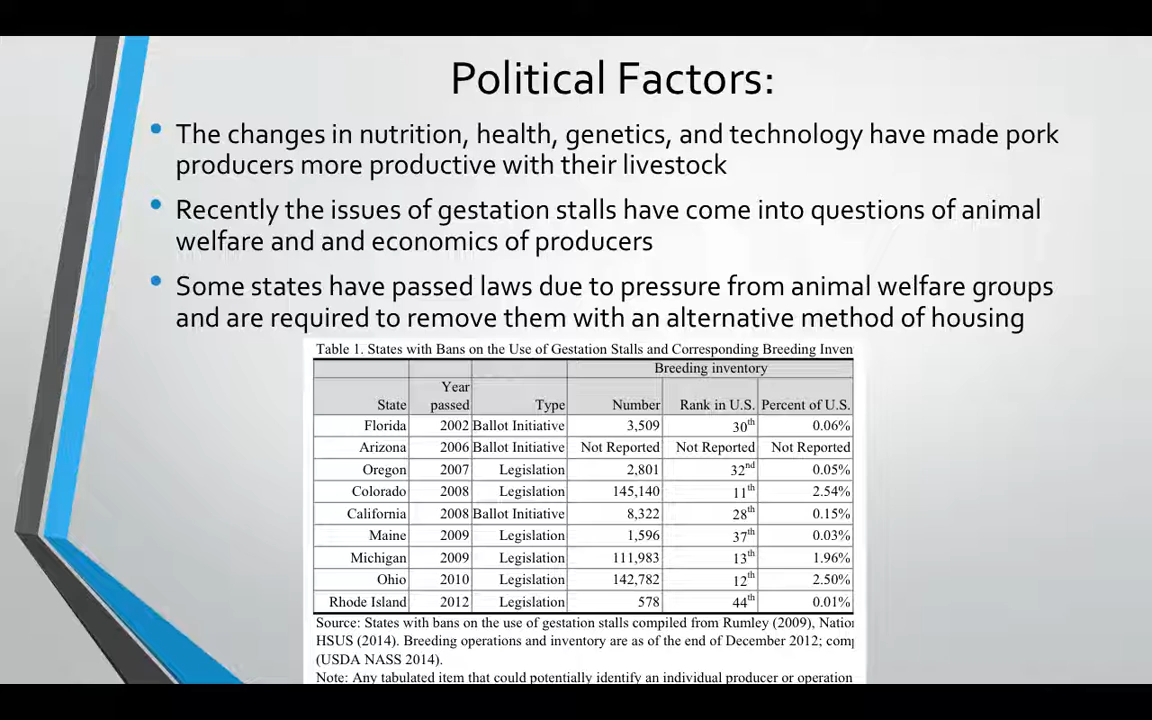 Political Factors:
• The changes in nutrition, health, genetics, and technology have made pork
producers more productive with their livestock
• Recently the issues of gestation stalls have come into questions of animal
welfare and and economics of producers
• Some states have passed laws due to pressure from animal welfare groups
and are required to remove them with an alternative method of housing
Table 1. States with Bans on the Use of Gestation Stalls and Corresponding Breeding Inven
Breeding inventory
Year
State passed Type Number Rank in U.S. Percent of U.S.
Florida 2002 Ballot Initiative 3,509 30th 0.06%
Arizona 2006 Ballot Initiative Not Reported Not Reported Not Reported
Oregon 2007 Legislation 2,801 32nd 0.05%
Colorado 2008 Legislation 145,140 11th 2.54%
California 2008 Ballot Initiative 8,322 28th 0.15%
Maine 2009 Legislation 1,596 37th 0.03%
Michigan 2009 Legislation 111,983 13th 1.96%
Ohio 2010 Legislation 142,782 12th 2.50%
Rhode Island 2012 Legislation 578 44th 0.01%
Source: States with bans on the use of gestation stalls compiled from Rumley (2009), Natio
HSUS (2014). Breeding operations and inventory are as of the end of December 2012; comp
(USDA NASS 2014).
Note: Any tabulated item that could potentially identify an individual producer or operation